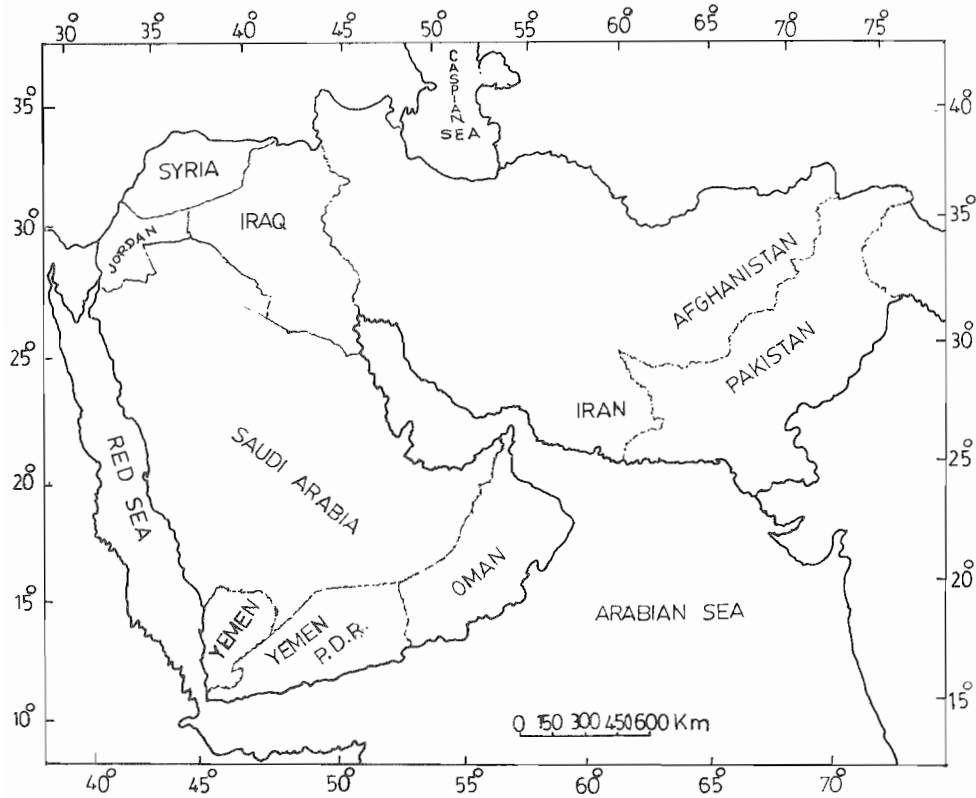 30° 35° 40° 45° 50° 55° 60° 65° 70° 75°
CASPIAN
SEA
35°
40°
SYRIA
IRAQ
30°
35°
JORDAN
AFGHANISTAN
25°
30°
PAKISTAN
IRAN
SAUDI ARABIA
RED SEA
20°
25°
OMAN
15°
20°
YEMEN
YEMEN
P.D.R.
ARABIAN SEA
10°
15°
0 150 300 450 600 Km
40° 45° 50° 55° 60° 65° 70°